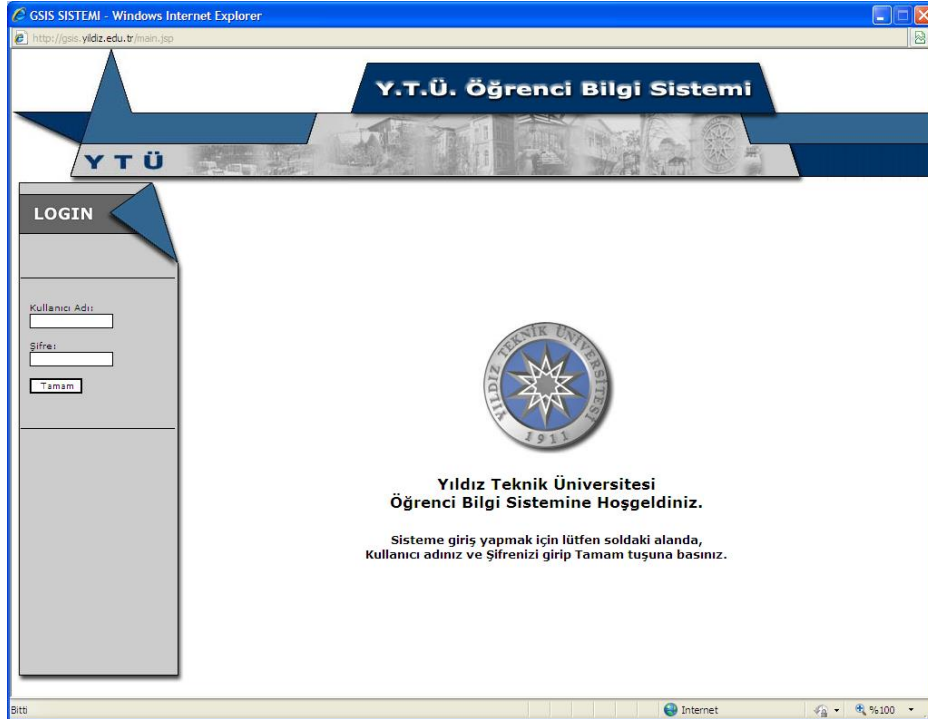 GSIS SISTEMI - Windows Internet Explorer
http://gsis.yildiz.edu.tr/main.jsp
Y.T.Ü. Öğrenci Bilgi Sistemi
Y T Ü
LOGIN
Kullanıcı Adı:
Şifre:
Tamam
YILDIZ TEKNİK ÜNİVERSİTESİ
1911
Yıldız Teknik Üniversitesi
Öğrenci Bilgi Sistemine Hoşgeldiniz.
Sisteme giriş yapmak için lütfen soldaki alanda,
Kullanıcı adınız ve Şifrenizi girip Tamam tuşuna basınız.
Bitti
Internet
%100